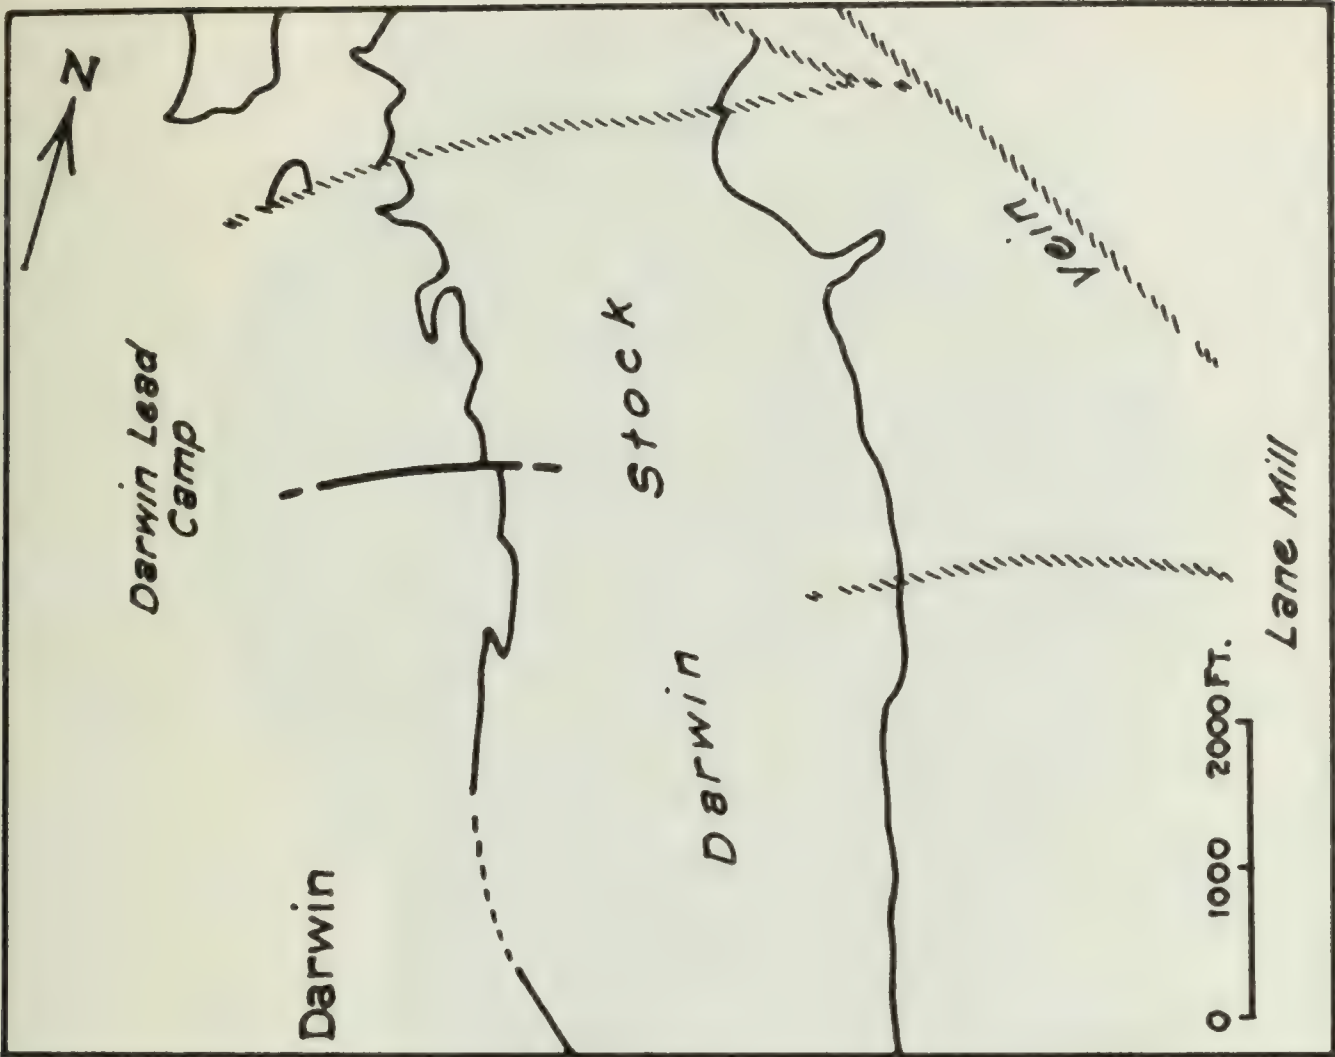 N
Darwin Lead
Camp
Stock
Vein
Darwin
Darwin
Lane Mill
0 1000 2000 FT.